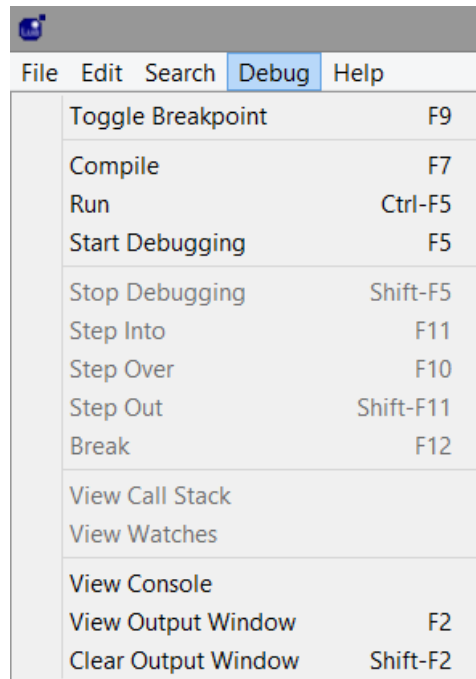 File Edit Search Debug Help
Toggle Breakpoint F9
Compile F7
Run Ctrl-F5
Start Debugging F5
Stop Debugging Shift-F5
Step Into F11
Step Over F10
Step Out Shift-F11
Break F12
View Call Stack
View Watches
View Console
View Output Window F2
Clear Output Window Shift-F2